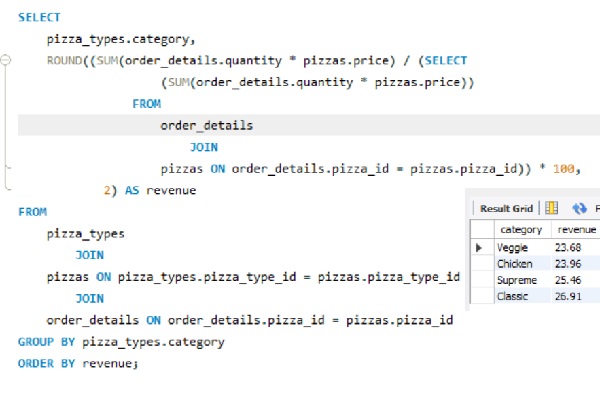 SELECT
pizza_types.category,
ROUND((SUM(order_details.quantity * pizzas.price) / (SELECT
(SUM(order_details.quantity * pizzas.price))
FROM
order_details
JOIN
pizzas ON order_details.pizza_id = pizzas.pizza_id)) * 100,
2) AS revenue
FROM
pizza_types
JOIN
pizzas ON pizza_types.pizza_type_id = pizzas.pizza_type_id
JOIN
order_details ON order_details.pizza_id = pizzas.pizza_id
GROUP BY pizza_types.category
ORDER BY revenue;
Result Grid
category revenue
Veggie 23.68
Chicken 23.96
Supreme 25.46
Classic 26.91